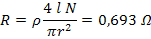 R = ρ 4 l N / πr² = 0,693 Ω